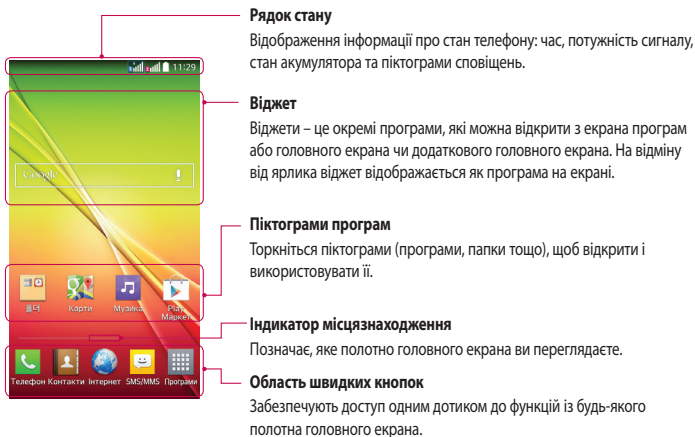 Рядок стану
Відображення інформації про стан телефону: час, потужність сигналу,
стан акумулятора та піктограми сповіщень.
11:29
Віджет
Віджети – це окремі програми, які можна відкрити з екрана програм
або головного екрана чи додаткового головного екрана. На відміну
від ярлика віджет відображається як програма на екрані.
Google
Піктограми програм
Торкніться піктограми (програми, папки тощо), щоб відкрити і
використовувати її.
폴더
Карти
Музика
Play
Маркет
Індикатор місцязнаходження
Позначає, яке полотно головного екрана ви переглядаєте.
Телефон Контакти Інтернет SMS/MMS Програми
Область швидких кнопок
Забезпечують доступ одним дотиком до функцій із будь-якого
полотна головного екрана.